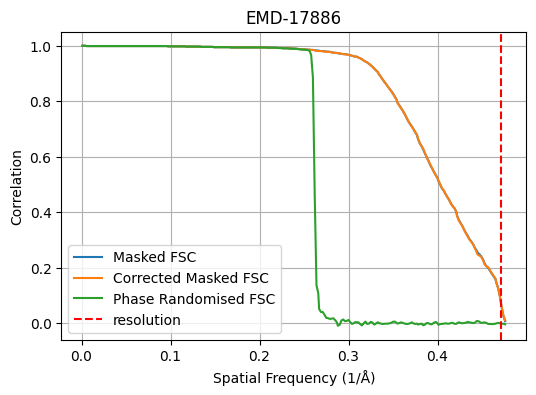 EMD-17886
Correlation
1.0
0.8
0.6
0.4
0.2
0.0
Masked FSC
Corrected Masked FSC
Phase Randomised FSC
resolution
0.0 0.1 0.2 0.3 0.4
Spatial Frequency (1/Å)